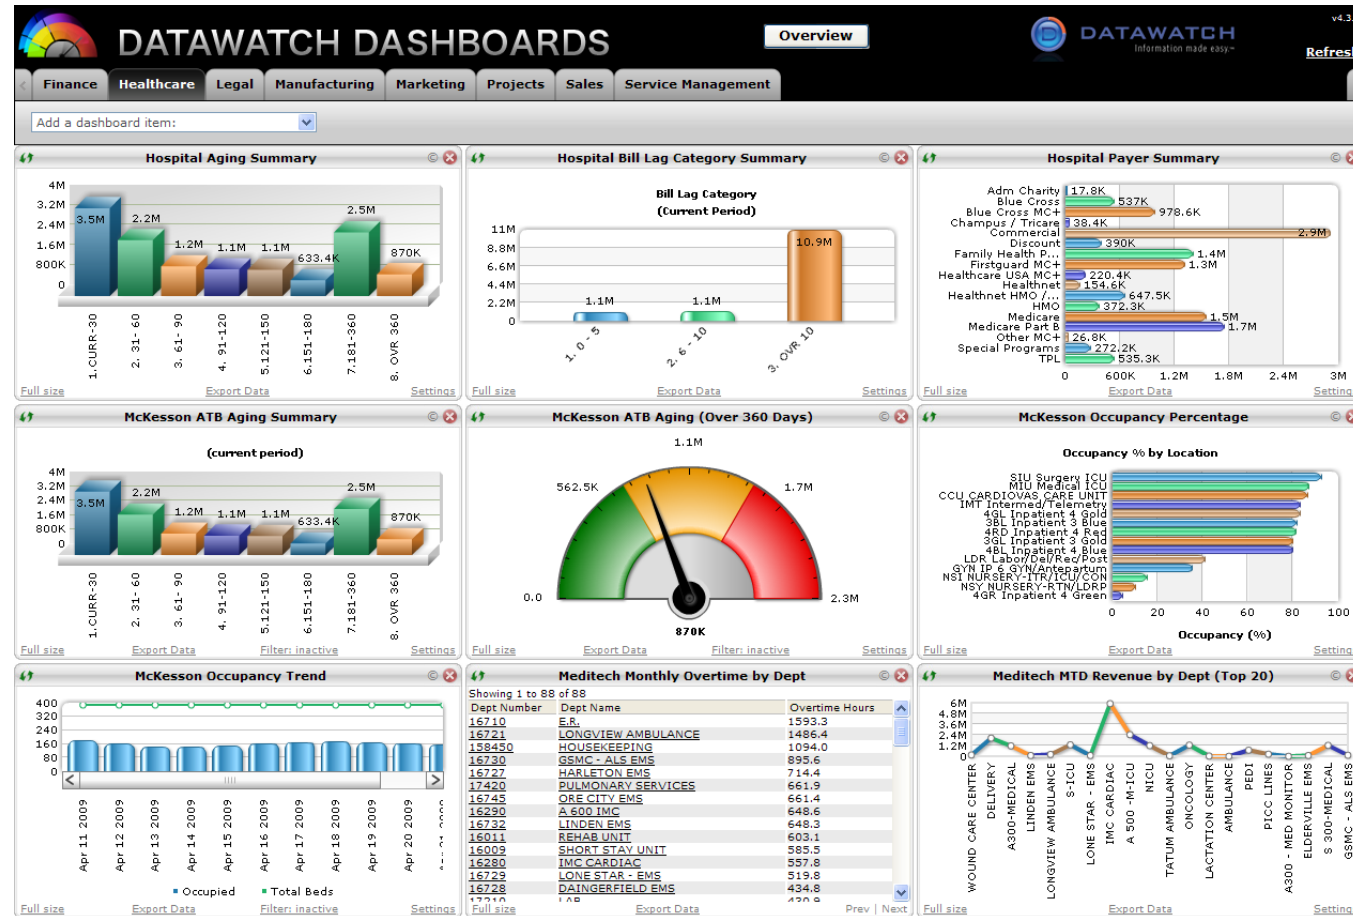 DATAWATCH DASHBOARDS
Overview
DATAWATCH
Information made easy.™
v4.3.
Refresh
Finance Healthcare Legal Manufacturing Marketing Projects Sales Service Management
Add a dashboard item:
Hospital Aging Summary
4M
3.2M
2.4M
1.6M
800K
0
3.5M
2.2M
1.2M
1.1M
1.1M
633.4K
2.5M
870K
1.CURR-30
2. 31- 60
3. 61- 90
4. 91-120
5.121-150
6.151-180
7.181-360
8. OVR 360
Full size Export Data Settings
Hospital Bill Lag Category Summary
Bill Lag Category
(Current Period)
11M
8.8M
6.6M
4.4M
2.2M
0
1.1M
1.1M
10.9M
1. 0 - 5
2. 6 - 10
3. OVR 10
Full size Export Data Settings
Hospital Payer Summary
Adm Charity 17.8K
Blue Cross 537K
Blue Cross MC+ 978.6K
Champus / Tricare 38.4K
Commercial 2.9M
Discount 390K
Family Health P... 1.4M
Firstguard MC+ 1.3M
Healthcare USA MC+ 220.4K
Healthnet 154.6K
Healthnet HMO /... 647.5K
HMO 372.3K
Medicare 1.5M
Medicare Part B 1.7M
Other MC+ 26.8K
Special Programs 272.2K
TPL 535.3K
0 600K 1.2M 1.8M 2.4M 3M
Full size Export Data Setting
McKesson ATB Aging Summary
(current period)
4M
3.2M
2.4M
1.6M
800K
0
3.5M
2.2M
1.2M
1.1M
1.1M
633.4K
2.5M
870K
1.CURR-30
2. 31- 60
3. 61- 90
4. 91-120
5.121-150
6.151-180
7.181-360
8. OVR 360
Full size Export Data Filter: inactive Settings
McKesson ATB Aging (Over 360 Days)
0.0
562.5K
1.1M
1.7M
2.3M
870K
Full size Export Data Filter: inactive Settings
McKesson Occupancy Percentage
Occupancy % by Location
SIU Surgery ICU
MIU Medical ICU
CCU CARDIOVAS CARE UNIT
IMT Intermed/Telemetry
4GL Inpatient 4 Gold
3BL Inpatient 3 Blue
4RD Inpatient 4 Red
3GL Inpatient 3 Gold
4BL Inpatient 4 Blue
LDR Labor/Del/Rec/Post
GYN IP 6 GYN/Antepartum
NSI NURSERY-ITR/ICU/CON
NSY NURSERY-RTN/LDRP
4GR Inpatient 4 Green
0 20 40 60 80 100
Occupancy (%)
Full size Export Data Setting
McKesson Occupancy Trend
400
320
240
160
80
0
Apr 11 2009
Apr 12 2009
Apr 13 2009
Apr 14 2009
Apr 15 2009
Apr 16 2009
Apr 17 2009
Apr 18 2009
Apr 19 2009
Apr 20 2009
Apr 21 2009
Occupied Total Beds
Full size Export Data Filter: inactive Settings
Meditech Monthly Overtime by Dept
Showing 1 to 88 of 88
Dept Number Dept Name Overtime Hours
16710 E.R. 1593.3
16721 LONGVIEW AMBULANCE 1486.4
158450 HOUSEKEEPING 1094.0
16730 GSMC - ALS EMS 895.6
16727 HARLETON EMS 714.4
17420 PULMONARY SERVICES 661.9
16745 ORE CITY EMS 661.4
16290 A 600 IMC 648.6
16732 LINDEN EMS 648.3
16011 REHAB UNIT 603.1
16009 SHORT STAY UNIT 585.5
16280 IMC CARDIAC 557.8
16729 LONE STAR - EMS 519.8
16728 DAINGERFIELD EMS 434.8
17210 LAB 430.9
Full size Export Data Prev | Next
Meditech MTD Revenue by Dept (Top 20)
6M
4.8M
3.6M
2.4M
1.2M
0
WOUND CARE CENTER
DELIVERY
A300-MEDICAL
LINDEN EMS
LONGVIEW AMBULANCE
S-ICU
LONE STAR - EMS
IMC CARDIAC
A 500 -M-ICU
NICU
TATUM AMBULANCE
ONCOLOGY
LACTATION CENTER
AMBULANCE
PEDI
PICC LINES
A300 - MED MONITOR
ELDERVILLE EMS
S 300-MEDICAL
GSMC - ALS EMS
Full size Export Data Setting